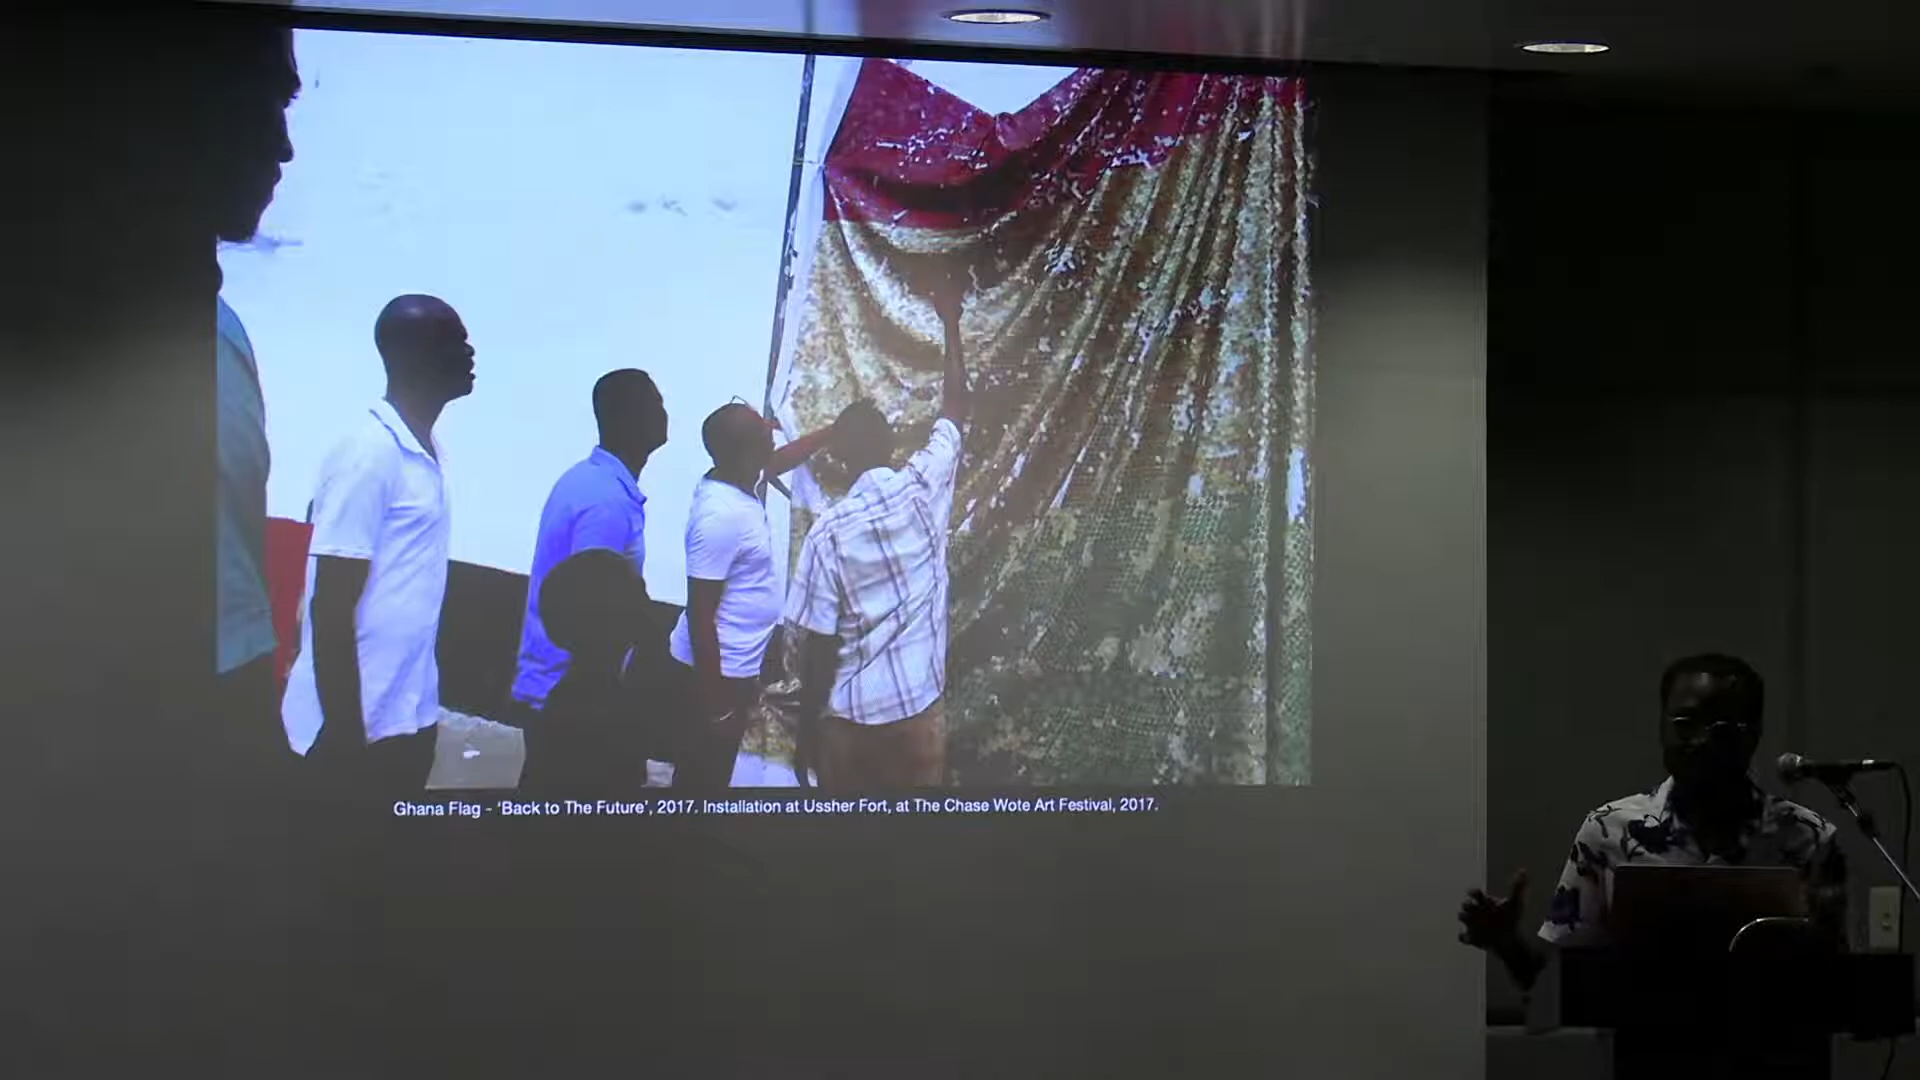 Ghana Flag - ‘Back to The Future’, 2017. Installation at Ussher Fort, at The Chase Wote Art Festival, 2017.